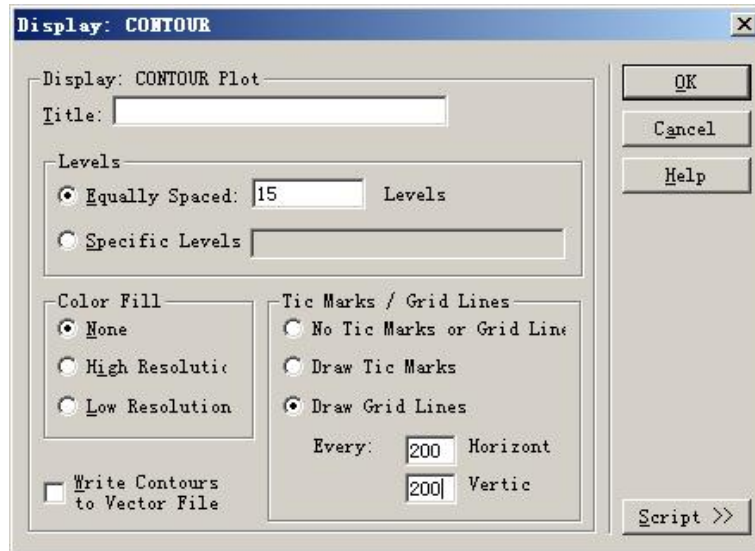 Display: CONTOUR
Display: CONTOUR Plot
Title:
Levels
Equally Spaced: 15 Levels
Specific Levels
Color Fill
None
High Resolutic
Low Resolution
Write Contours
to Vector File
Tic Marks / Grid Lines
No Tic Marks or Grid Line
Draw Tic Marks
Draw Grid Lines
Every: 200 Horizont
200 Vertic
OK
Cancel
Help
Script >>